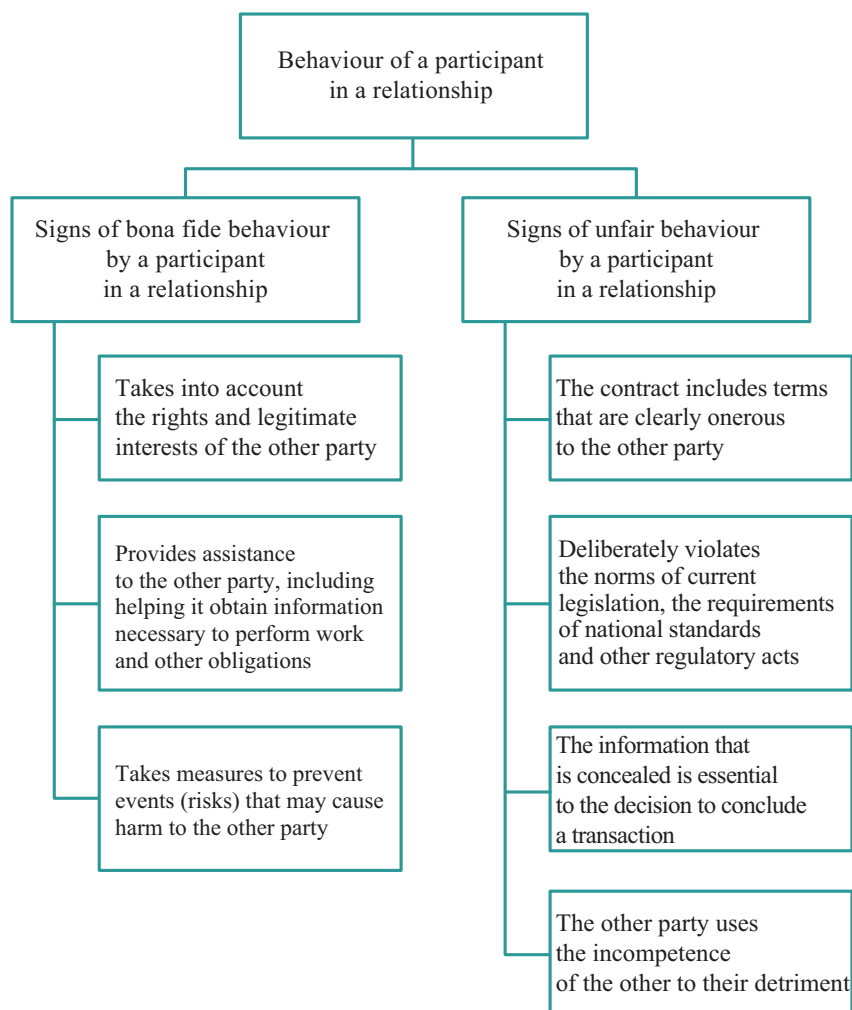 Behaviour of a participant
in a relationship
Signs of bona fide behaviour
by a participant
in a relationship
Takes into account
the rights and legitimate
interests of the other party
Provides assistance
to the other party, including
helping it obtain information
necessary to perform work
and other obligations
Takes measures to prevent
events (risks) that may cause
harm to the other party
Signs of unfair behaviour
by a participant
in a relationship
The contract includes terms
that are clearly onerous
to the other party
Deliberately violates
the norms of current
legislation, the requirements
of national standards
and other regulatory acts
The information that
is concealed is essential
to the decision to conclude
a transaction
The other party uses
the incompetence
of the other to their detriment